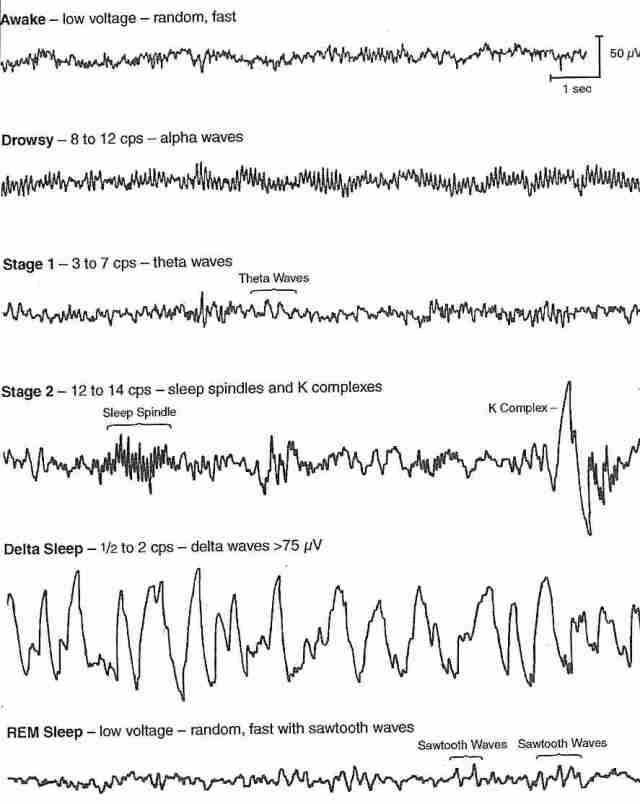 Awake – low voltage – random, fast
50 μV
1 sec
Drowsy – 8 to 12 cps – alpha waves
Stage 1 – 3 to 7 cps – theta waves
Theta Waves
Stage 2 – 12 to 14 cps – sleep spindles and K complexes
Sleep Spindle
K Complex –
Delta Sleep – 1/2 to 2 cps – delta waves >75 μV
REM Sleep – low voltage – random, fast with sawtooth waves
Sawtooth Waves Sawtooth Waves